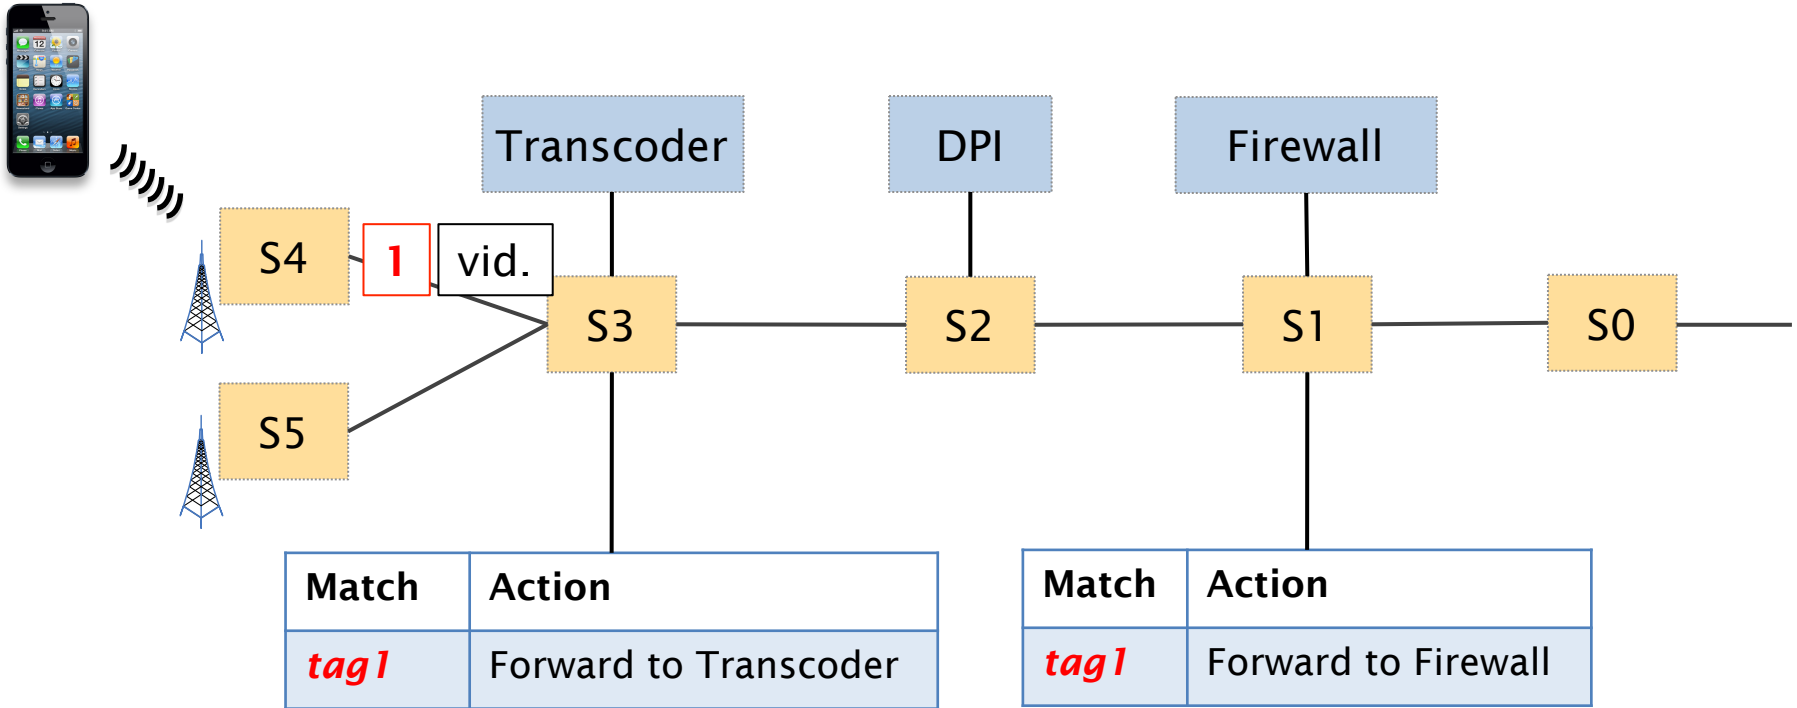 Transcoder
DPI
Firewall
S4
1
vid.
S3
S2
S1
S0
S5
Match Action
tag1 Forward to Transcoder
Match Action
tag1 Forward to Firewall